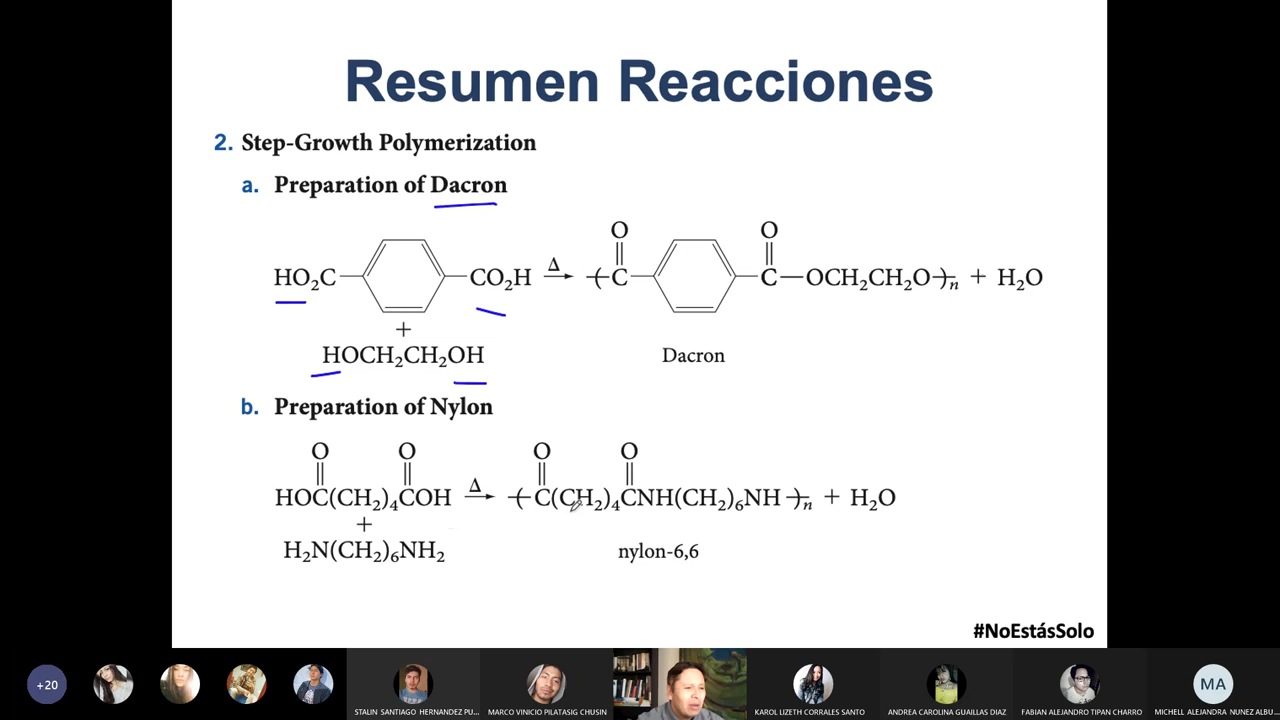 Resumen Reacciones
2. Step-Growth Polymerization
a. Preparation of Dacron
O O
HO₂C CO₂H Δ C C—OCH₂CH₂O n + H₂O
+
HOCH₂CH₂OH Dacron
b. Preparation of Nylon
O O O O
HOC(CH₂)₄COH Δ C(CH₂)₄CNH(CH₂)₆NH n + H₂O
+
H₂N(CH₂)₆NH₂ nylon-6,6
#NoEstásSolo
+20
MA
STALIN SANTIAGO HERNANDEZ PU...
MARCO VINICIO PILATASIG CHUSIN
KAROL LIZETH CORRALES SANTO
ANDREA CAROLINA GUAILLAS DIAZ
FABIAN ALEJANDRO TIPAN CHARRO
MICHELL ALEJANDRA NUNEZ ALBU...